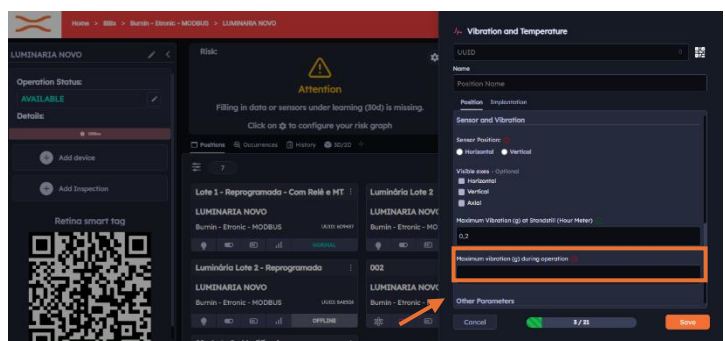 Home > Bllix > Burnin - Etronic - MODBUS > LUMINARIA NOVO
LUMINARIA NOVO
Operation Status:
AVAILABLE
Details:
Offline
Add device
Add Inspection
Retina smart tag
Risk:
Attention
Filling in data or sensors under learning (30d) is missing.
Click on to configure your risk graph
Positions Occurrences History 3D/2D +
7
Lote 1 - Reprogramada - Com Relé e MT
LUMINARIA NOVO
Burnin - Etronic - MODBUS
NORMAL
Luminária Lote 2
LUMINARIA NOVO
Burnin - Etronic - MO
Luminária Lote 2 - Reprogramada
LUMINARIA NOVO
Burnin - Etronic - MODBUS
OFFLINE
002
LUMINARIA NOVO
Burnin - Etronic -
Vibration and Temperature
UUID
Name
Position Name
Position Implantation
Sensor and Vibration
Sensor Position:
Horizontal Vertical
Visible axes - Optional
Horizontal
Vertical
Axial
Maximum Vibration (g) at Standstill (Hour Meter)
0,2
Maximum vibration (g) during operation
Other Parameters
Cancel 3 / 21 Save